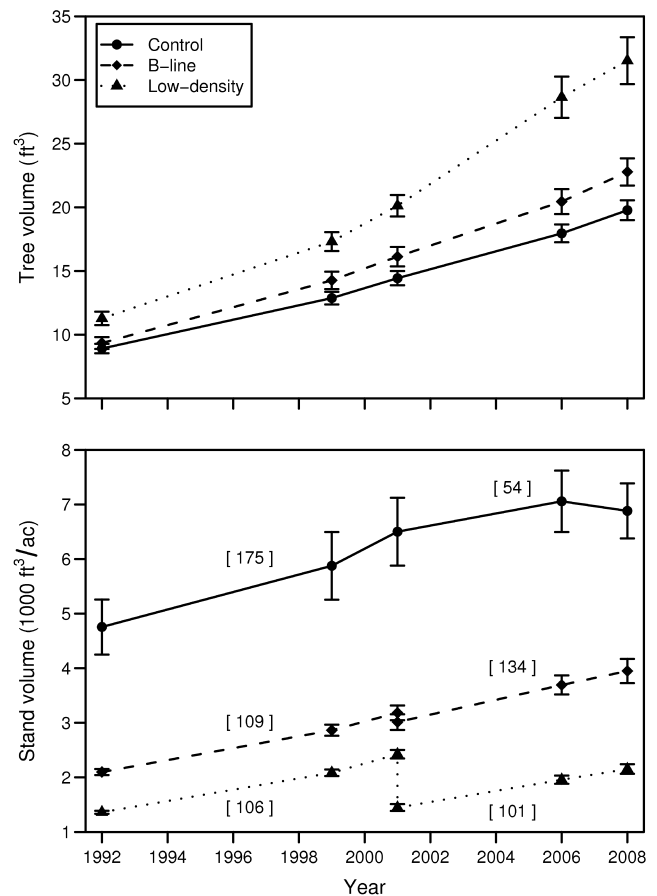 35
30
25
20
15
10
5
Tree volume (ft³)
Control
B−line
Low−density
8
7
6
5
4
3
2
1
Stand volume (1000 ft³/ac)
[ 54 ]
[ 175 ]
[ 134 ]
[ 109 ]
[ 106 ]
[ 101 ]
1992 1994 1996 1998 2000 2002 2004 2006 2008
Year